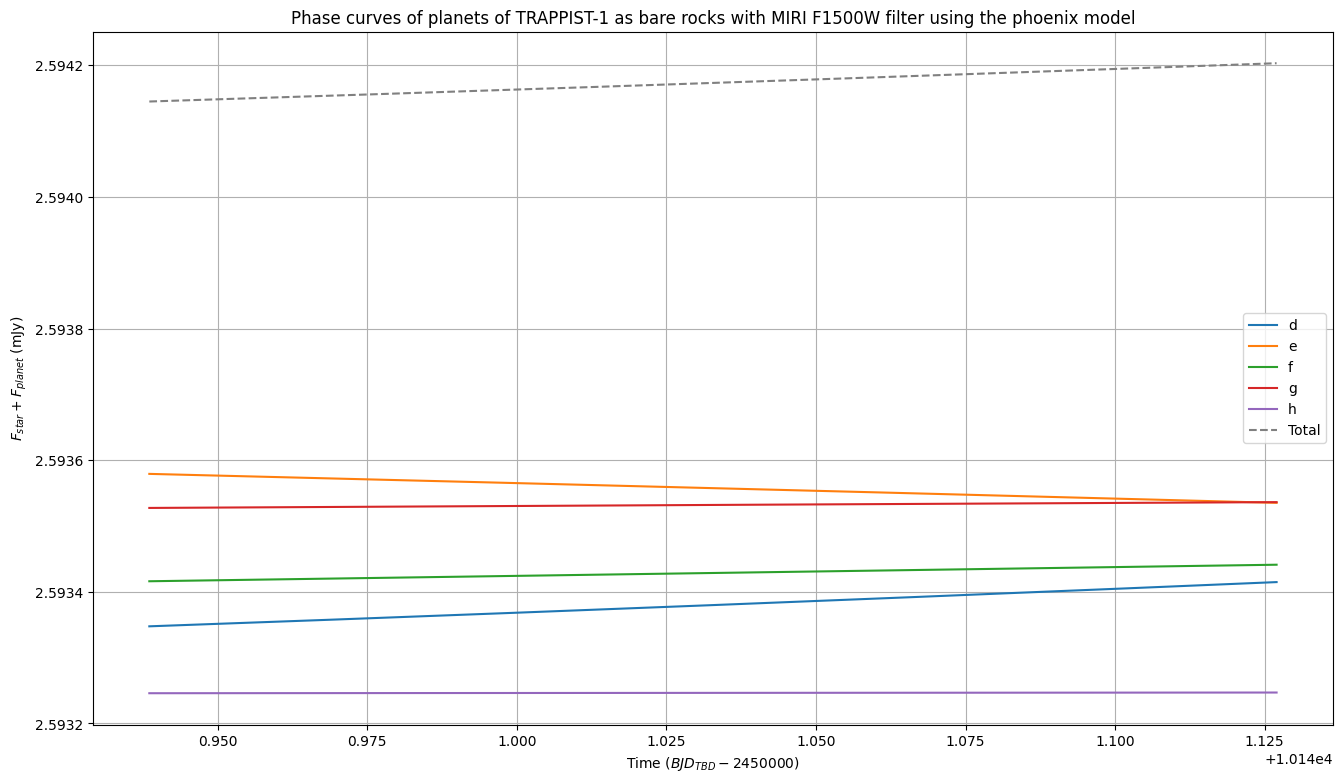 Phase curves of planets of TRAPPIST-1 as bare rocks with MIRI F1500W filter using the phoenix model
2.5942
2.5940
2.5938
2.5936
2.5934
2.5932
F_star + F_planet (mJy)
d
e
f
g
h
Total
0.950 0.975 1.000 1.025 1.050 1.075 1.100 1.125
+1.014e4
Time (BJD_TBD − 2450000)